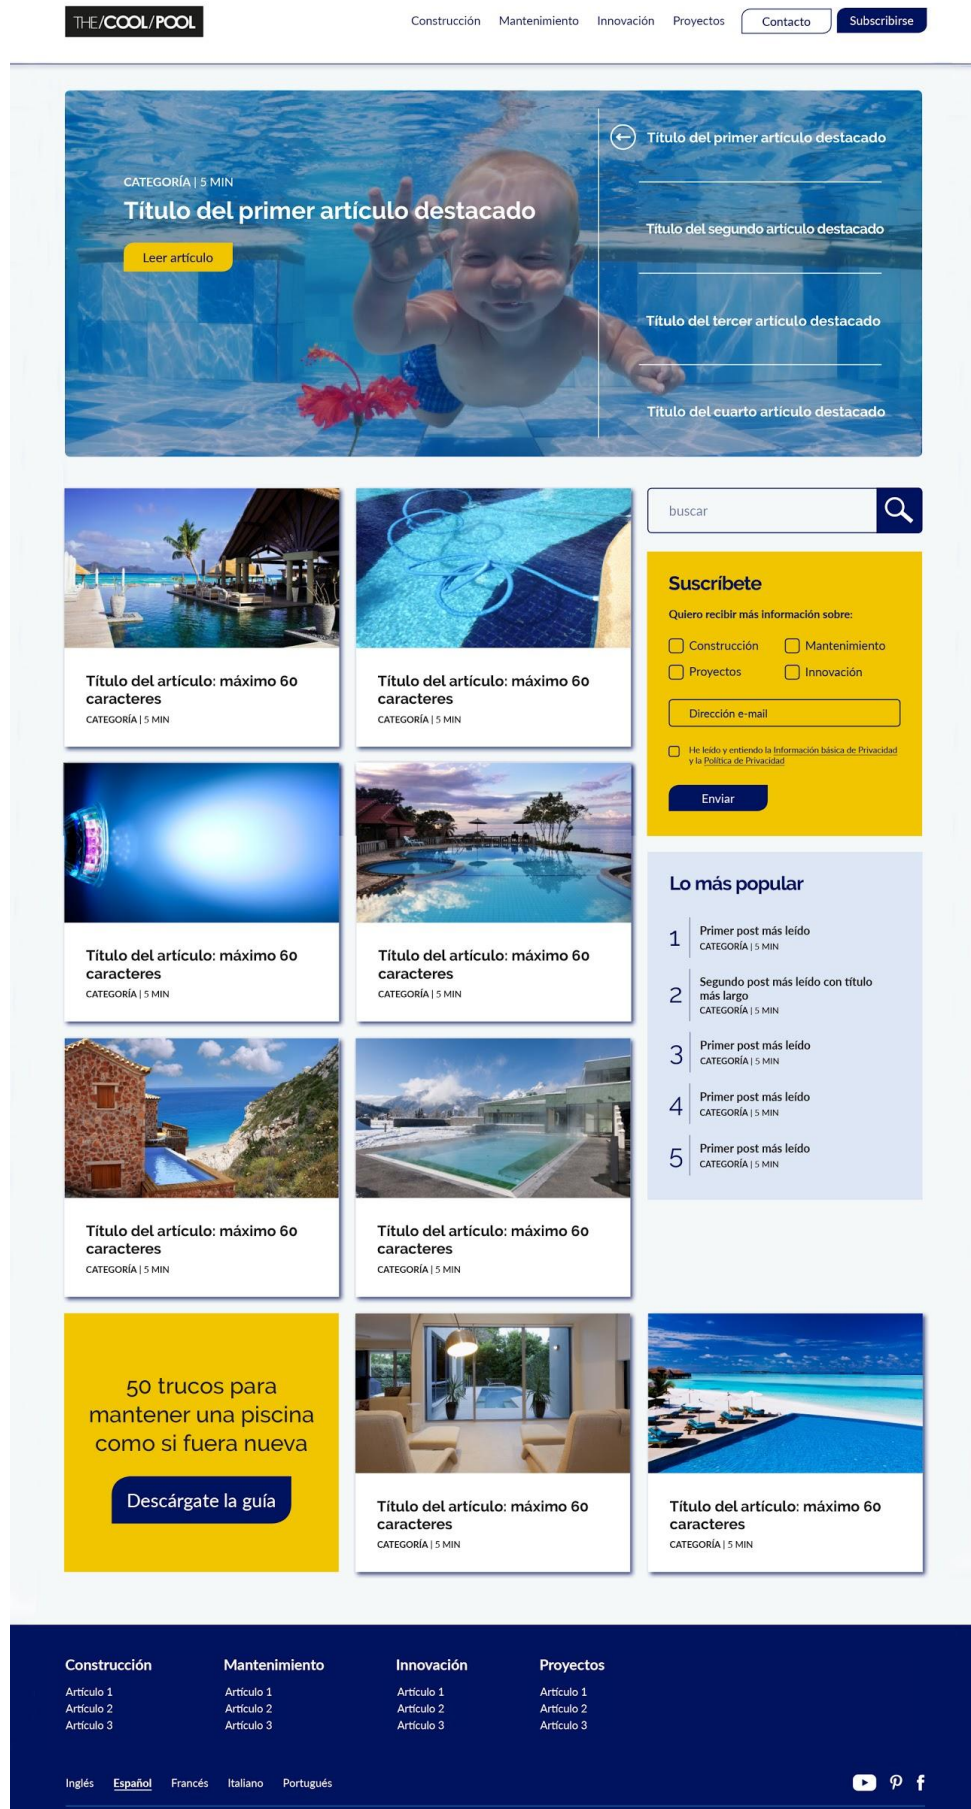 THE/COOL/POOL
Construcción Mantenimiento Innovación Proyectos Contacto Subscribirse
CATEGORÍA | 5 MIN
Título del primer artículo destacado
Leer artículo
Título del primer artículo destacado
Título del segundo artículo destacado
Título del tercer artículo destacado
Título del cuarto artículo destacado
Título del artículo: máximo 60
caracteres
CATEGORÍA | 5 MIN
Título del artículo: máximo 60
caracteres
CATEGORÍA | 5 MIN
buscar
Suscríbete
Quiero recibir más información sobre:
Construcción Mantenimiento
Proyectos Innovación
Dirección e-mail
He leído y entiendo la Información básica de Privacidad
y la Política de Privacidad
Enviar
Título del artículo: máximo 60
caracteres
CATEGORÍA | 5 MIN
Título del artículo: máximo 60
caracteres
CATEGORÍA | 5 MIN
Lo más popular
1 Primer post más leído
CATEGORÍA | 5 MIN
2 Segundo post más leído con título
más largo
CATEGORÍA | 5 MIN
3 Primer post más leído
CATEGORÍA | 5 MIN
4 Primer post más leído
CATEGORÍA | 5 MIN
5 Primer post más leído
CATEGORÍA | 5 MIN
Título del artículo: máximo 60
caracteres
CATEGORÍA | 5 MIN
Título del artículo: máximo 60
caracteres
CATEGORÍA | 5 MIN
50 trucos para
mantener una piscina
como si fuera nueva
Descárgate la guía
Título del artículo: máximo 60
caracteres
CATEGORÍA | 5 MIN
Título del artículo: máximo 60
caracteres
CATEGORÍA | 5 MIN
Construcción Mantenimiento Innovación Proyectos
Artículo 1 Artículo 1 Artículo 1 Artículo 1
Artículo 2 Artículo 2 Artículo 2 Artículo 2
Artículo 3 Artículo 3 Artículo 3 Artículo 3
Inglés Español Francés Italiano Portugués